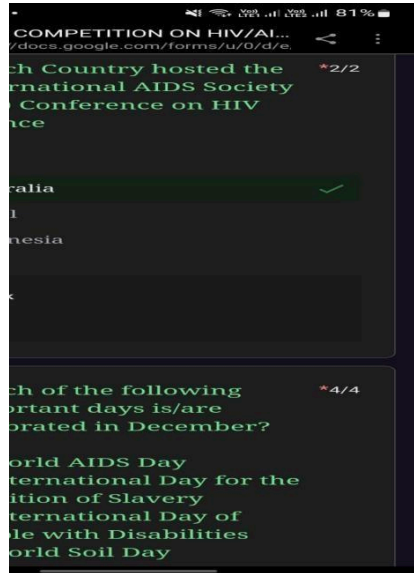 81%
COMPETITION ON HIV/AI...
//docs.google.com/forms/u/0/d/e.
ch Country hosted the *2/2
rnational AIDS Society
Conference on HIV
nce
ralia
l
nesia
ch of the following *4/4
ortant days is/are
brated in December?
orld AIDS Day
ternational Day for the
ition of Slavery
ternational Day of
le with Disabilities
orld Soil Day